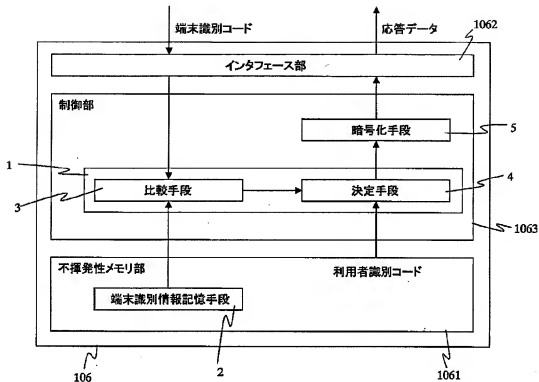 端末識別コード
応答データ
1062
インタフェース部
制御部
暗号化手段
5
1
比較手段
決定手段
4
3
1063
不揮発性メモリ部
利用者識別コード
端末識別情報記憶手段
106
2
1061